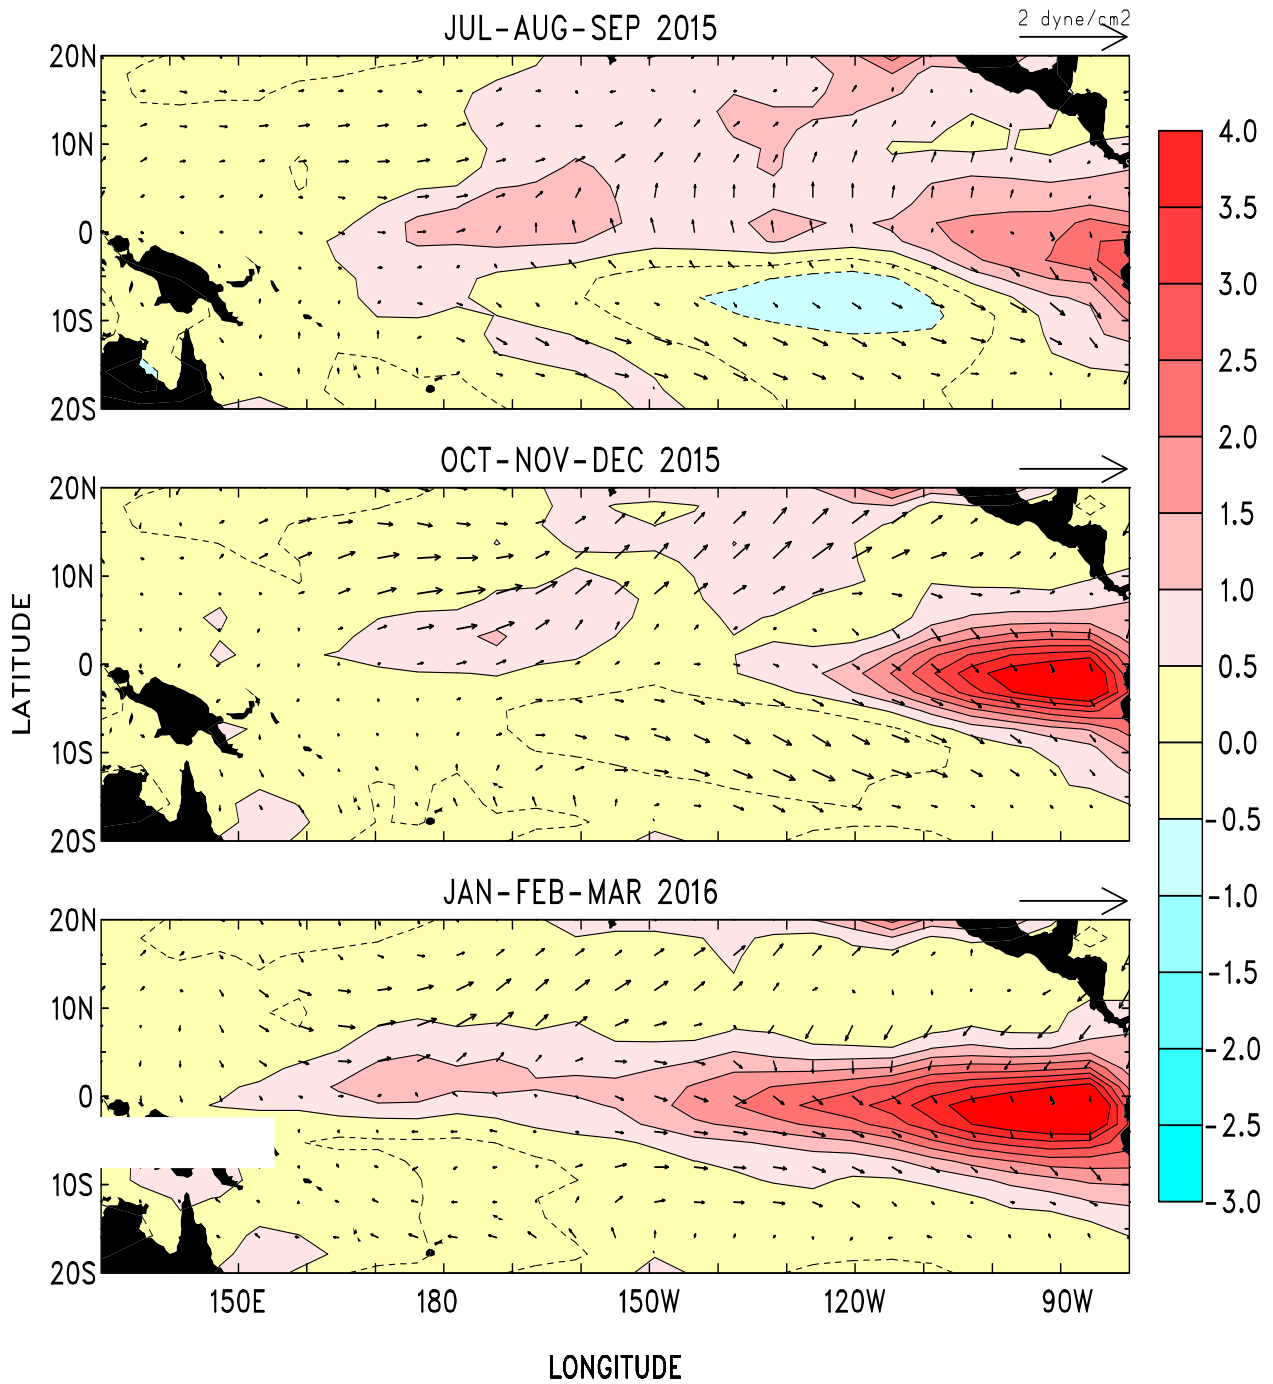 JUL-AUG-SEP 2015
2 dyne/cm2
20N
10N
0
10S
20S
OCT-NOV-DEC 2015
20N
10N
0
10S
20S
JAN-FEB-MAR 2016
20N
10N
0
10S
20S
150E 180 150W 120W 90W
LONGITUDE
LATITUDE
4.0
3.5
3.0
2.5
2.0
1.5
1.0
0.5
0.0
-0.5
-1.0
-1.5
-2.0
-2.5
-3.0